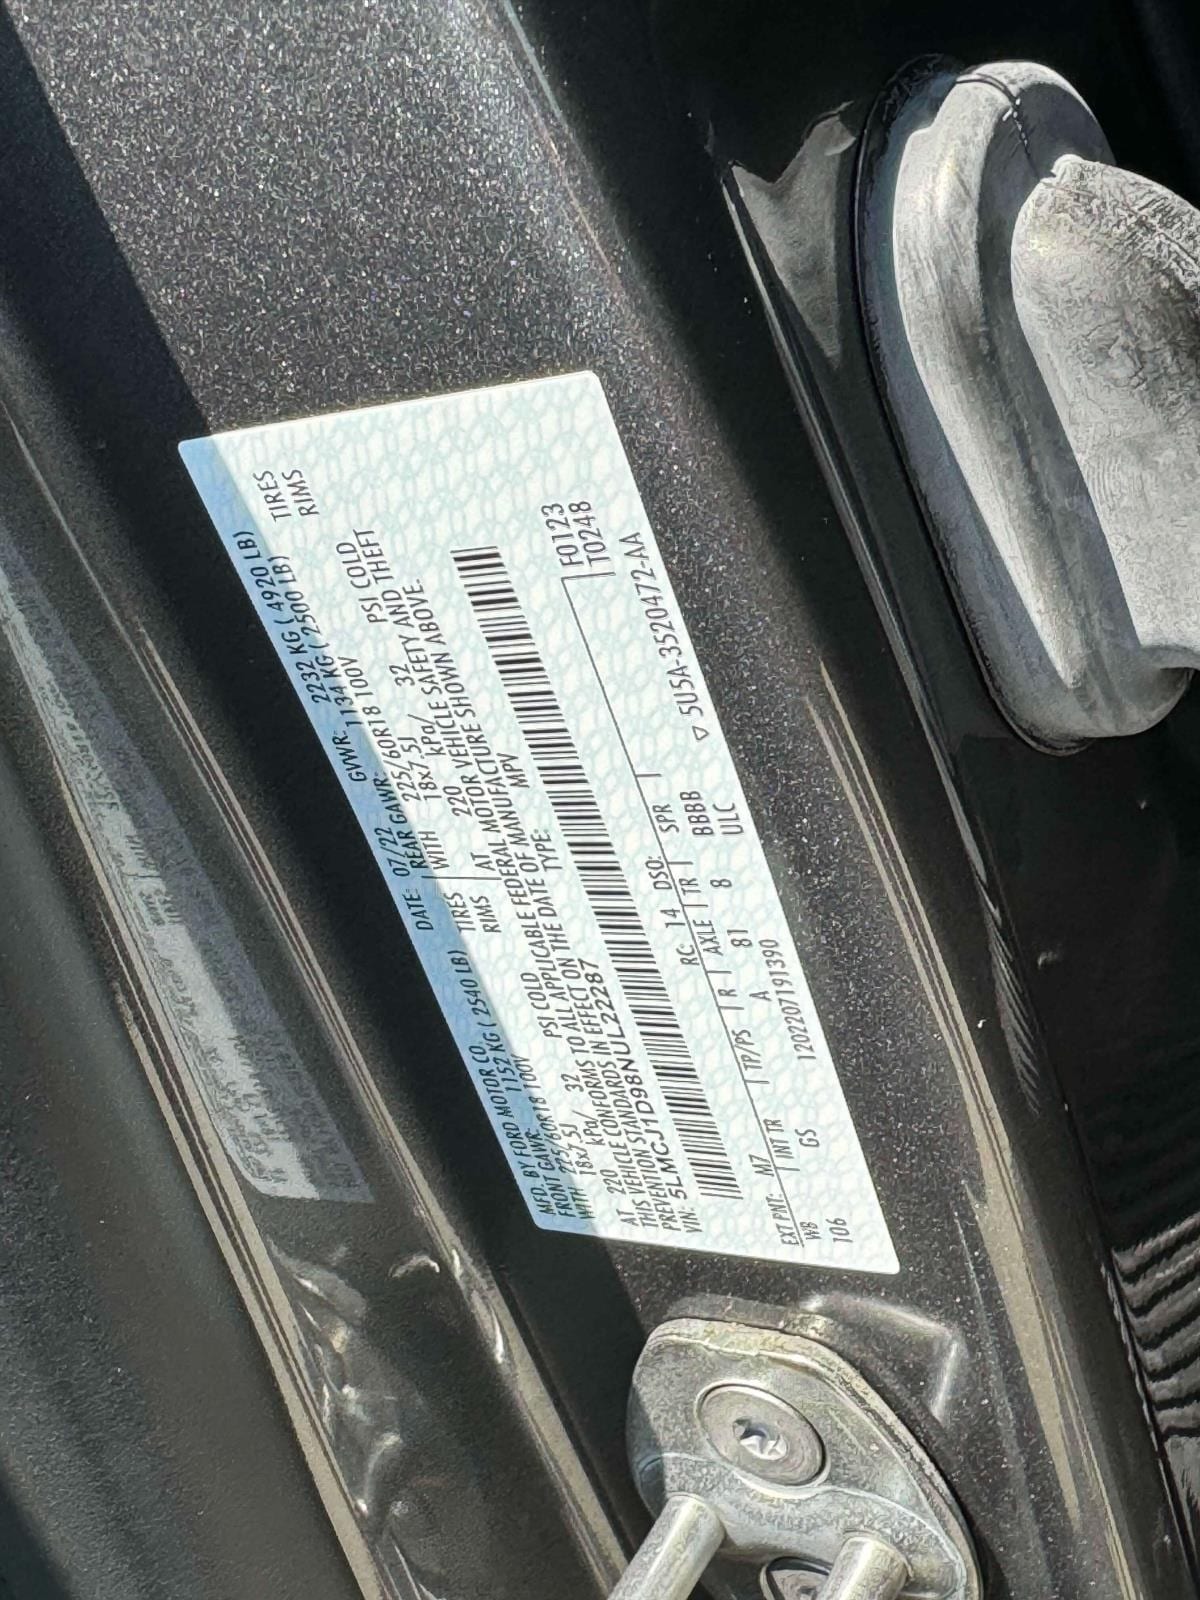 MFD. BY FORD MOTOR CO.
DATE: 07/22 GVWR: 2232 KG ( 4920 LB)
FRONT GAWR: 1152 KG ( 2540 LB) REAR GAWR: 1134 KG ( 2500 LB)
225/60R18 100V TIRES 225/60R18 100V TIRES
WITH 18x7.5J RIMS WITH 18x7.5J RIMS
AT 220 kPa/ 32 PSI COLD AT 220 kPa/ 32 PSI COLD
THIS VEHICLE CONFORMS TO ALL APPLICABLE FEDERAL MOTOR VEHICLE SAFETY AND THEFT
PREVENTION STANDARDS IN EFFECT ON THE DATE OF MANUFACTURE SHOWN ABOVE.
VIN: 5LMCJ1D98NUL22287 TYPE: MPV
F0123
T0248
EXT PNT: M7 RC: 14 DSO:
WB INT TR TP/PS R AXLE TR SPR
106 GS A 81 8 BBBB
1202207191390 ULC
▽ 5U5A-3520472-AA